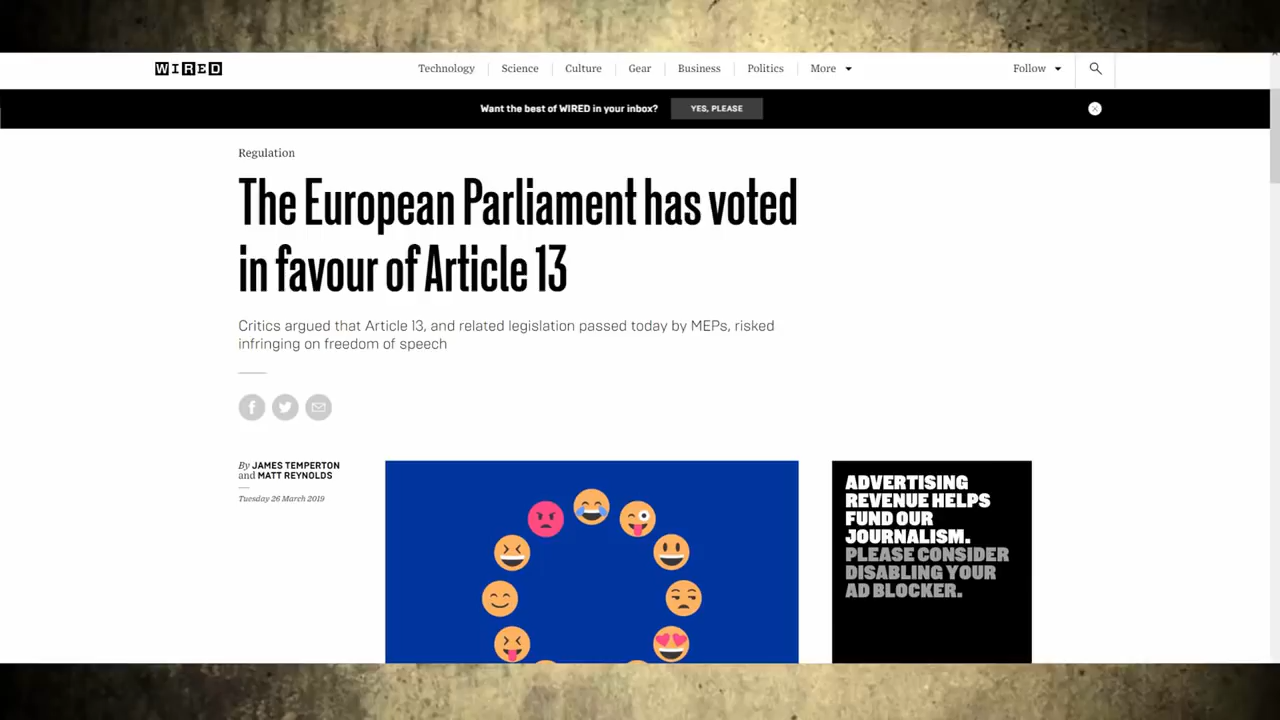 WIRED
Technology
Science
Culture
Gear
Business
Politics
More
Follow
Want the best of WIRED in your inbox?
YES, PLEASE
Regulation
The European Parliament has voted
in favour of Article 13
Critics argued that Article 13, and related legislation passed today by MEPs, risked
infringing on freedom of speech
By JAMES TEMPERTON
and MATT REYNOLDS
Tuesday 26 March 2019
ADVERTISING
REVENUE HELPS
FUND OUR
JOURNALISM.
PLEASE CONSIDER
DISABLING YOUR
AD BLOCKER.